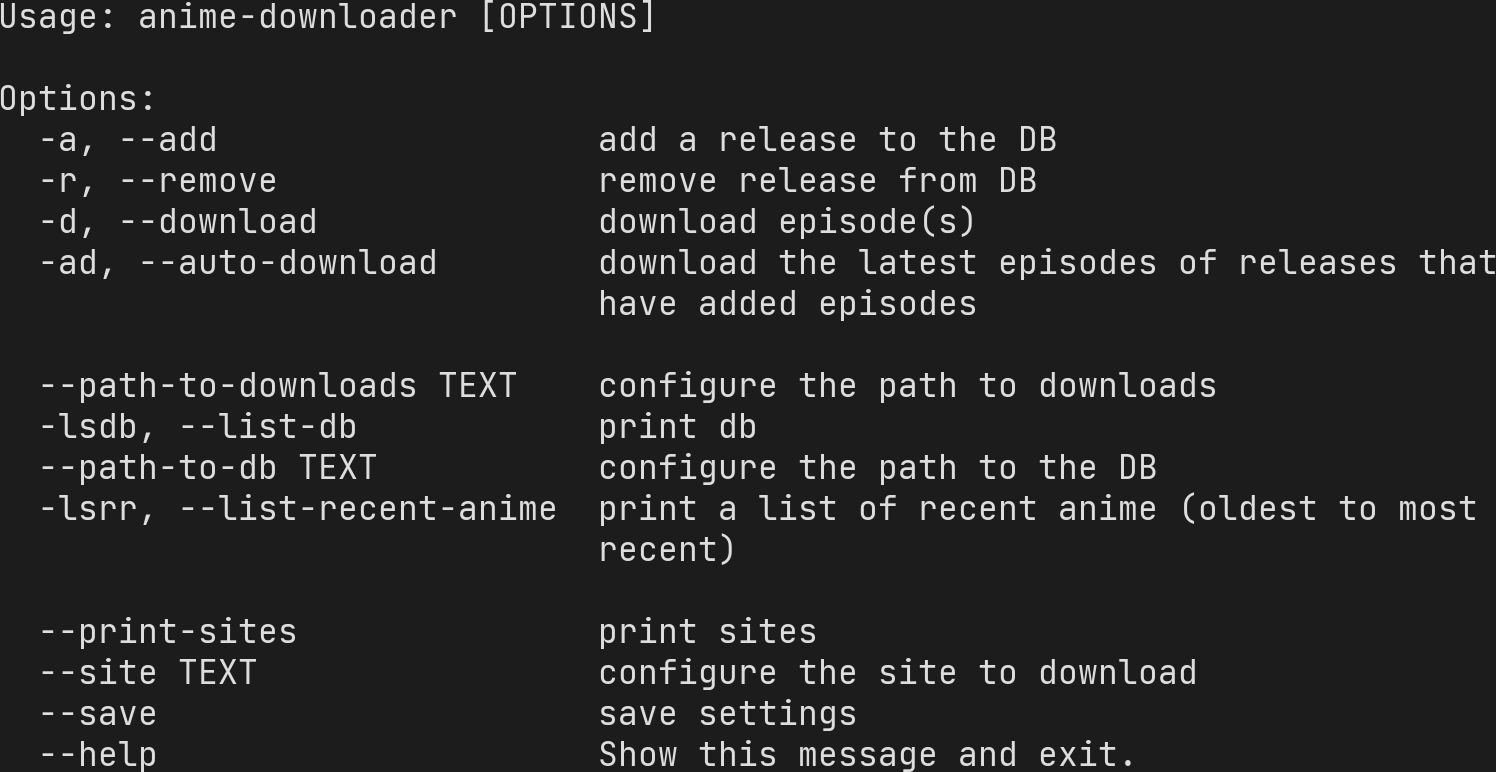 Usage: anime-downloader [OPTIONS]

Options:
  -a, --add                   add a release to the DB
  -r, --remove                remove release from DB
  -d, --download              download episode(s)
  -ad, --auto-download        download the latest episodes of releases that
                              have added episodes

  --path-to-downloads TEXT    configure the path to downloads
  -lsdb, --list-db            print db
  --path-to-db TEXT           configure the path to the DB
  -lsrr, --list-recent-anime  print a list of recent anime (oldest to most
                              recent)

  --print-sites               print sites
  --site TEXT                 configure the site to download
  --save                      save settings
  --help                      Show this message and exit.